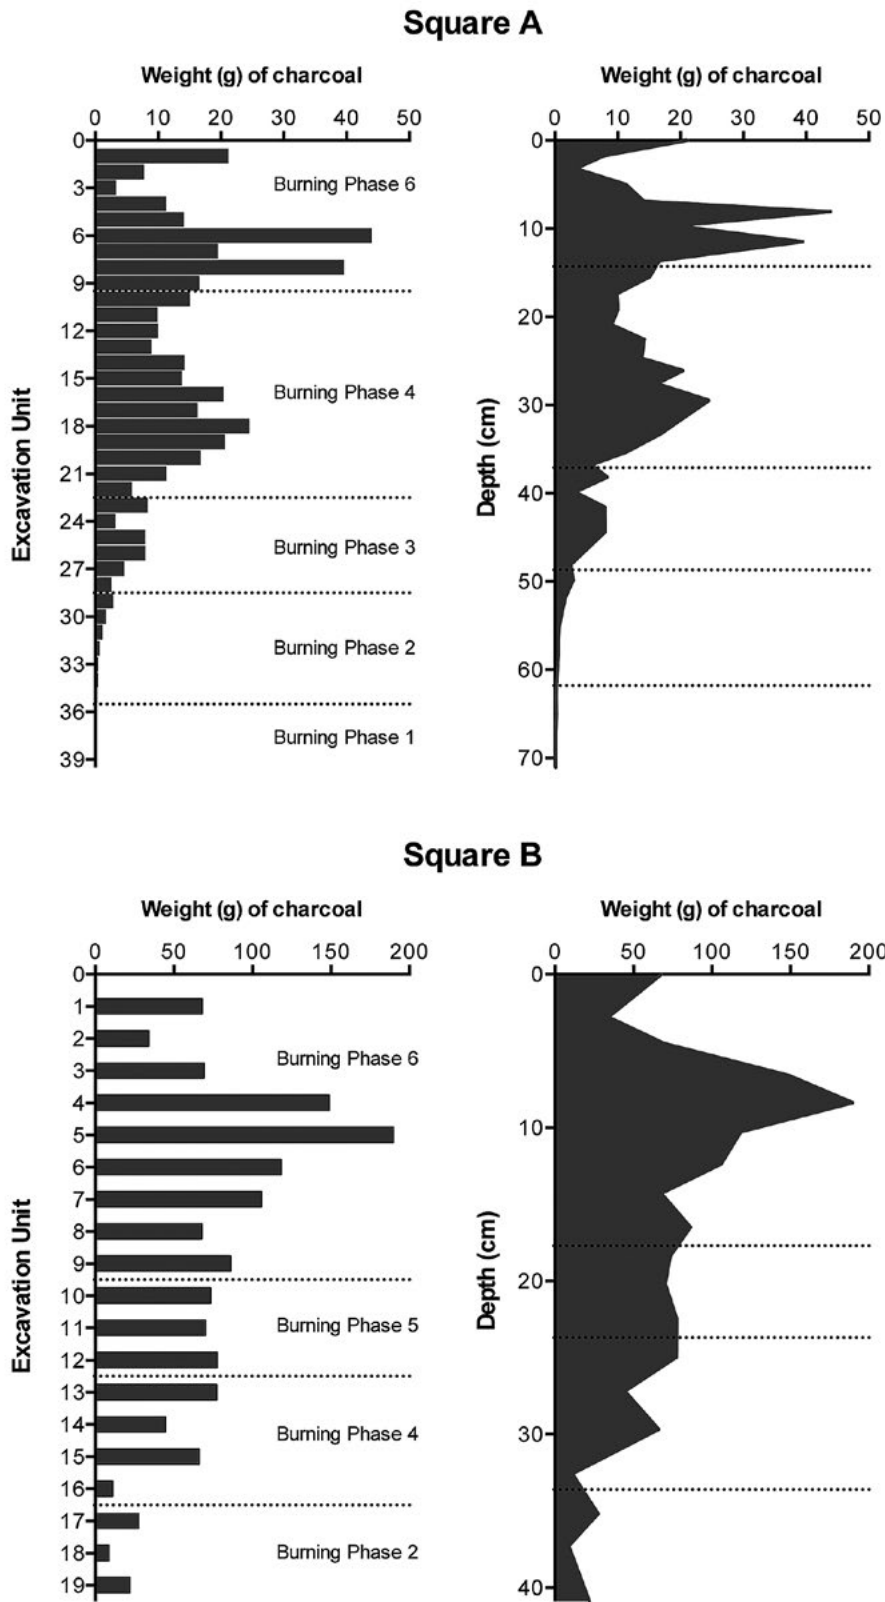 Square A
Weight (g) of charcoal
0 10 20 30 40 50
Excavation Unit
0
3
6
9
12
15
18
21
24
27
30
33
36
39
Burning Phase 6
Burning Phase 4
Burning Phase 3
Burning Phase 2
Burning Phase 1
Weight (g) of charcoal
0 10 20 30 40 50
Depth (cm)
0
10
20
30
40
50
60
70
Square B
Weight (g) of charcoal
0 50 100 150 200
Excavation Unit
0
1
2
3
4
5
6
7
8
9
10
11
12
13
14
15
16
17
18
19
Burning Phase 6
Burning Phase 5
Burning Phase 4
Burning Phase 2
Weight (g) of charcoal
0 50 100 150 200
Depth (cm)
0
10
20
30
40